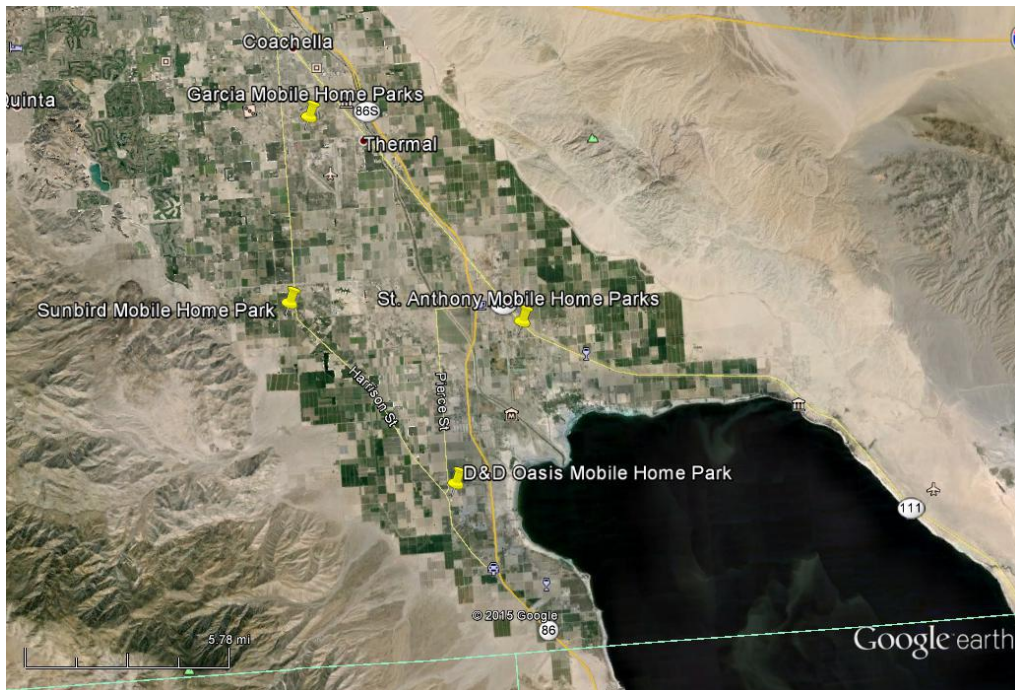 Coachella
Garcia Mobile Home Parks
Quinta
86S
Thermal
St. Anthony Mobile Home Parks
Sunbird Mobile Home Park
Harrison St
Pierce St
D&D Oasis Mobile Home Park
111
© 2015 Google
86
5.78 mi
Google earth